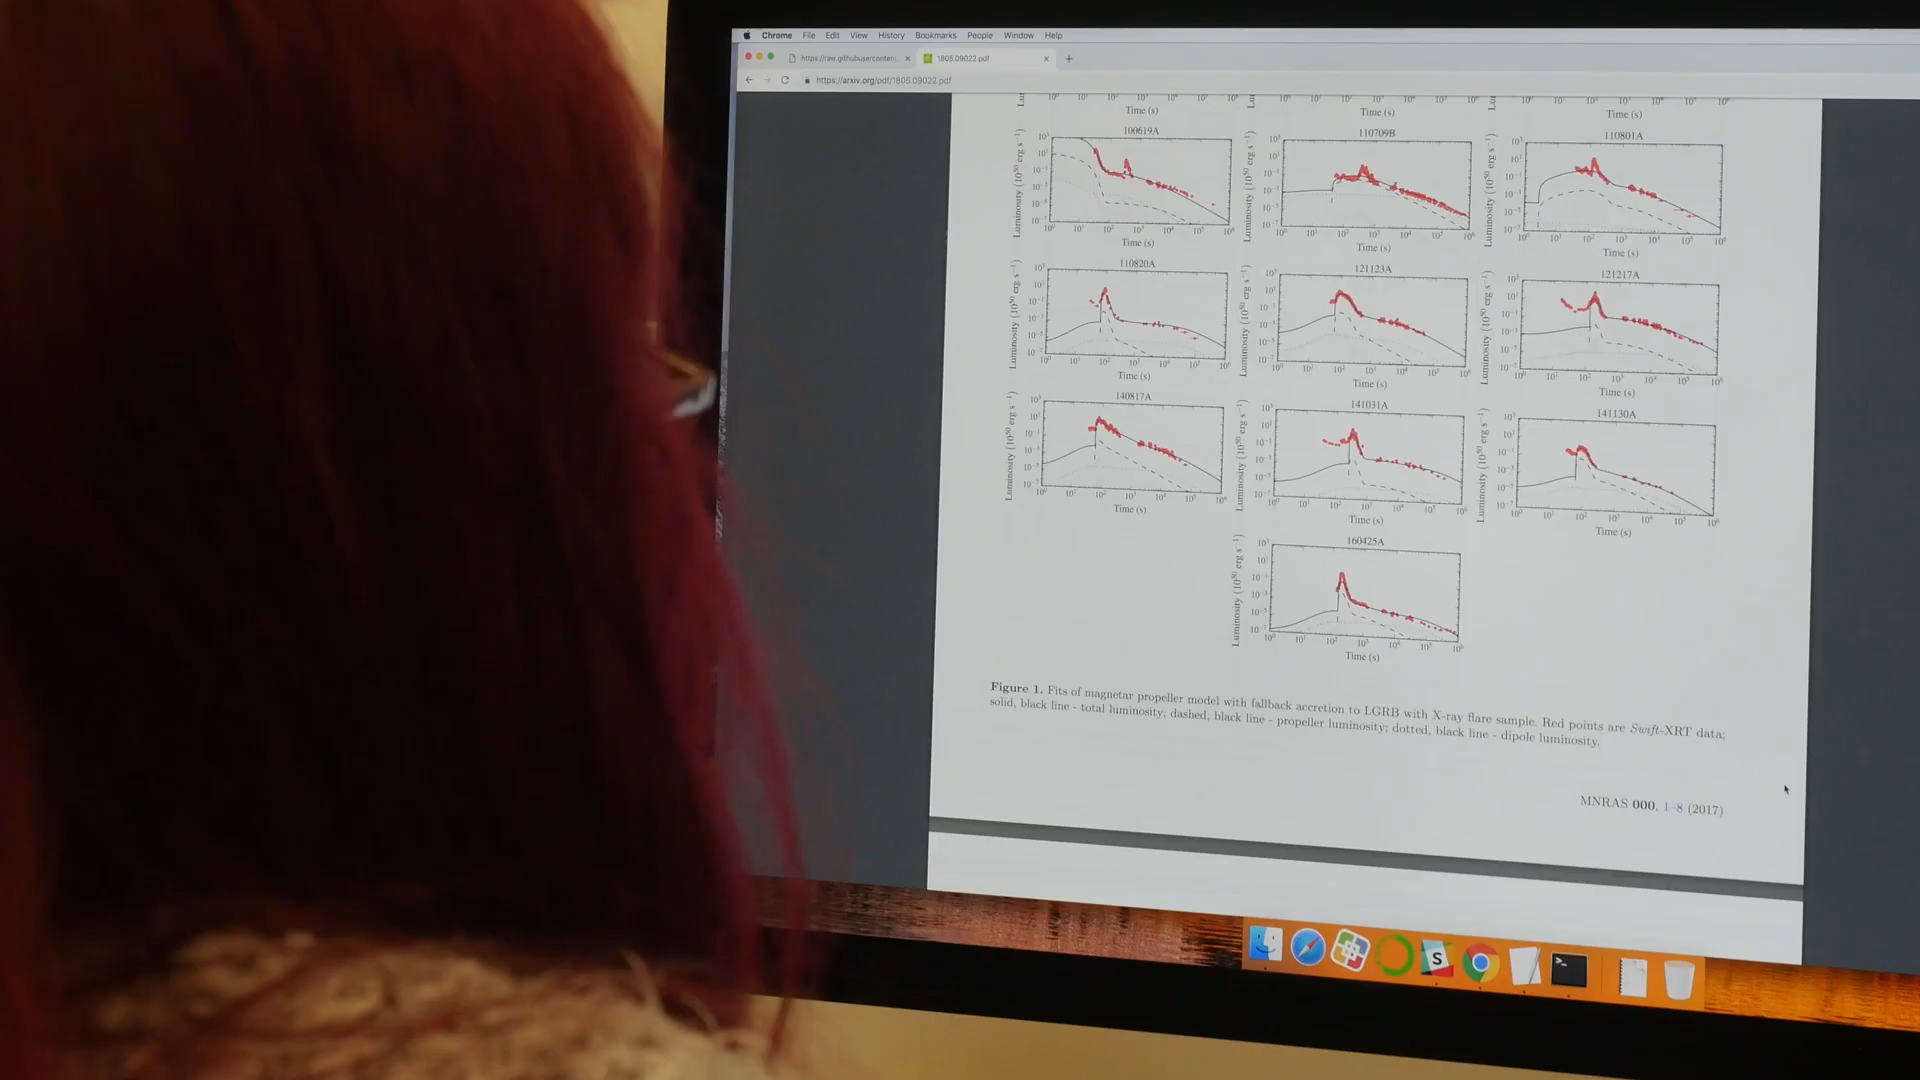 Chrome File Edit View History Bookmarks People Window Help
https://raw.githubusercontent. 1805.09022.pdf
https://arxiv.org/pdf/1805.09022.pdf
Time (s) Time (s) Time (s)
100619A 110709B 110801A
Luminosity (10⁵⁰ erg s⁻¹) Luminosity (10⁵⁰ erg s⁻¹) Luminosity (10⁵⁰ erg s⁻¹)
Time (s) Time (s) Time (s)
110820A 121123A 121217A
Luminosity (10⁵⁰ erg s⁻¹) Luminosity (10⁵⁰ erg s⁻¹) Luminosity (10⁵⁰ erg s⁻¹)
Time (s) Time (s) Time (s)
140817A 141031A 141130A
Luminosity (10⁵⁰ erg s⁻¹) Luminosity (10⁵⁰ erg s⁻¹) Luminosity (10⁵⁰ erg s⁻¹)
Time (s) Time (s) Time (s)
160425A
Luminosity (10⁵⁰ erg s⁻¹)
Time (s)
Figure 1. Fits of magnetar propeller model with fallback accretion to LGRB with X-ray flare sample. Red points are Swift-XRT data;
solid, black line - total luminosity; dashed, black line - propeller luminosity; dotted, black line - dipole luminosity.
MNRAS 000, 1–8 (2017)
S